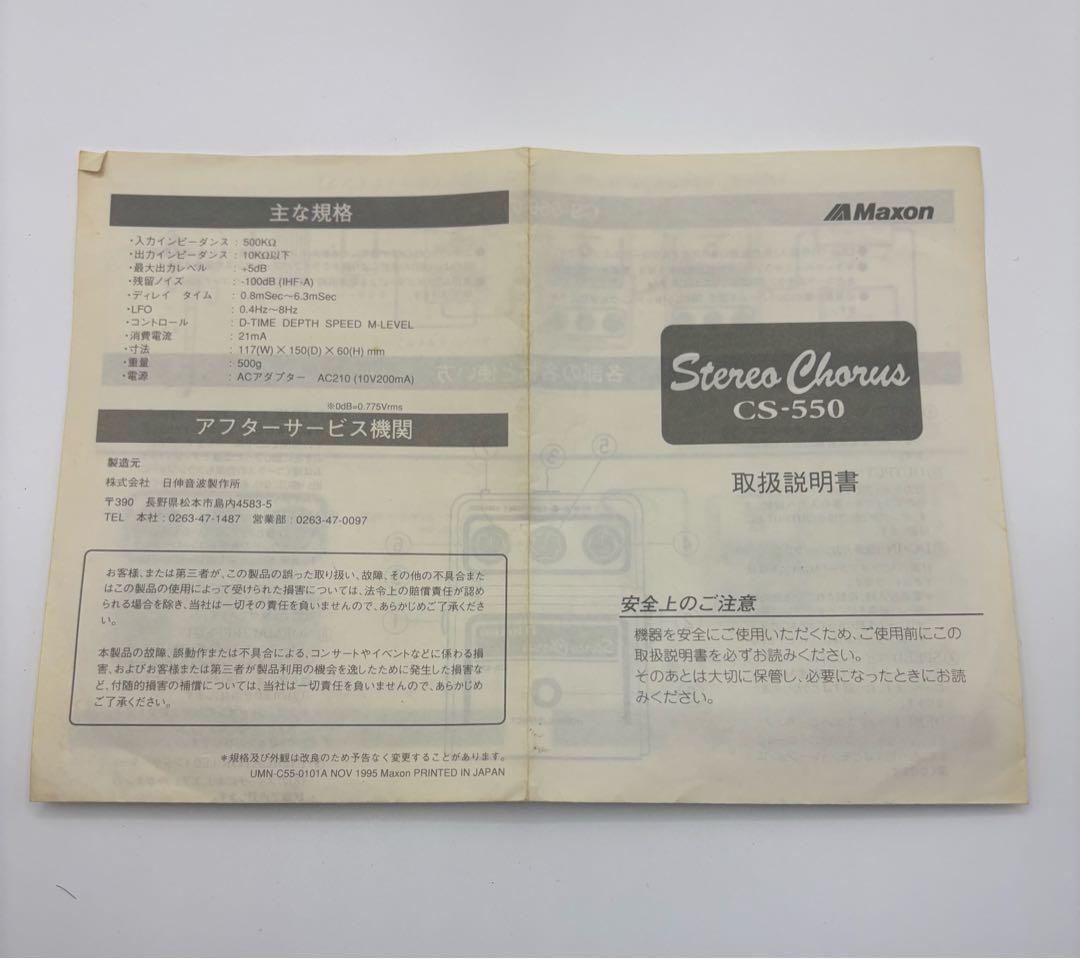 主な規格
・入力インピーダンス : 500KΩ
・出力インピーダンス : 10KΩ以下
・最大出力レベル : +5dB
・残留ノイズ : -100dB (IHF-A)
・ディレイ タイム : 0.8mSec～6.3mSec
・LFO : 0.4Hz～8Hz
・コントロール : D-TIME DEPTH SPEED M-LEVEL
・消費電流 : 21mA
・寸法 : 117(W)×150(D)×60(H) mm
・重量 : 500g
・電源 : ACアダプター AC210 (10V200mA)
※0dB=0.775Vrms
アフターサービス機関
製造元
株式会社 日伸音波製作所
〒390 長野県松本市島内4583-5
TEL 本社:0263-47-1487 営業部:0263-47-0097
お客様、または第三者が、この製品の誤った取り扱い、故障、その他の不具合また
はこの製品の使用によって受けられた損害については、法令上の賠償責任が認め
られる場合を除き、当社は一切その責任を負いませんので、あらかじめご了承くださ
い。
本製品の故障、誤動作または不具合による、コンサートやイベントなどに係わる損
害、およびお客様または第三者が製品利用の機会を逸したために発生した損害な
ど、付随的損害の補償については、当社は一切責任を負いませんので、あらかじめ
ご了承ください。
＊規格及び外観は改良のため予告なく変更することがあります。
UMN-C55-0101A NOV 1995 Maxon PRINTED IN JAPAN
Maxon
Stereo Chorus
CS-550
取扱説明書
安全上のご注意
機器を安全にご使用いただくため、ご使用前にこの
取扱説明書を必ずお読みください。
そのあとは大切に保管し、必要になったときにお読
みください。